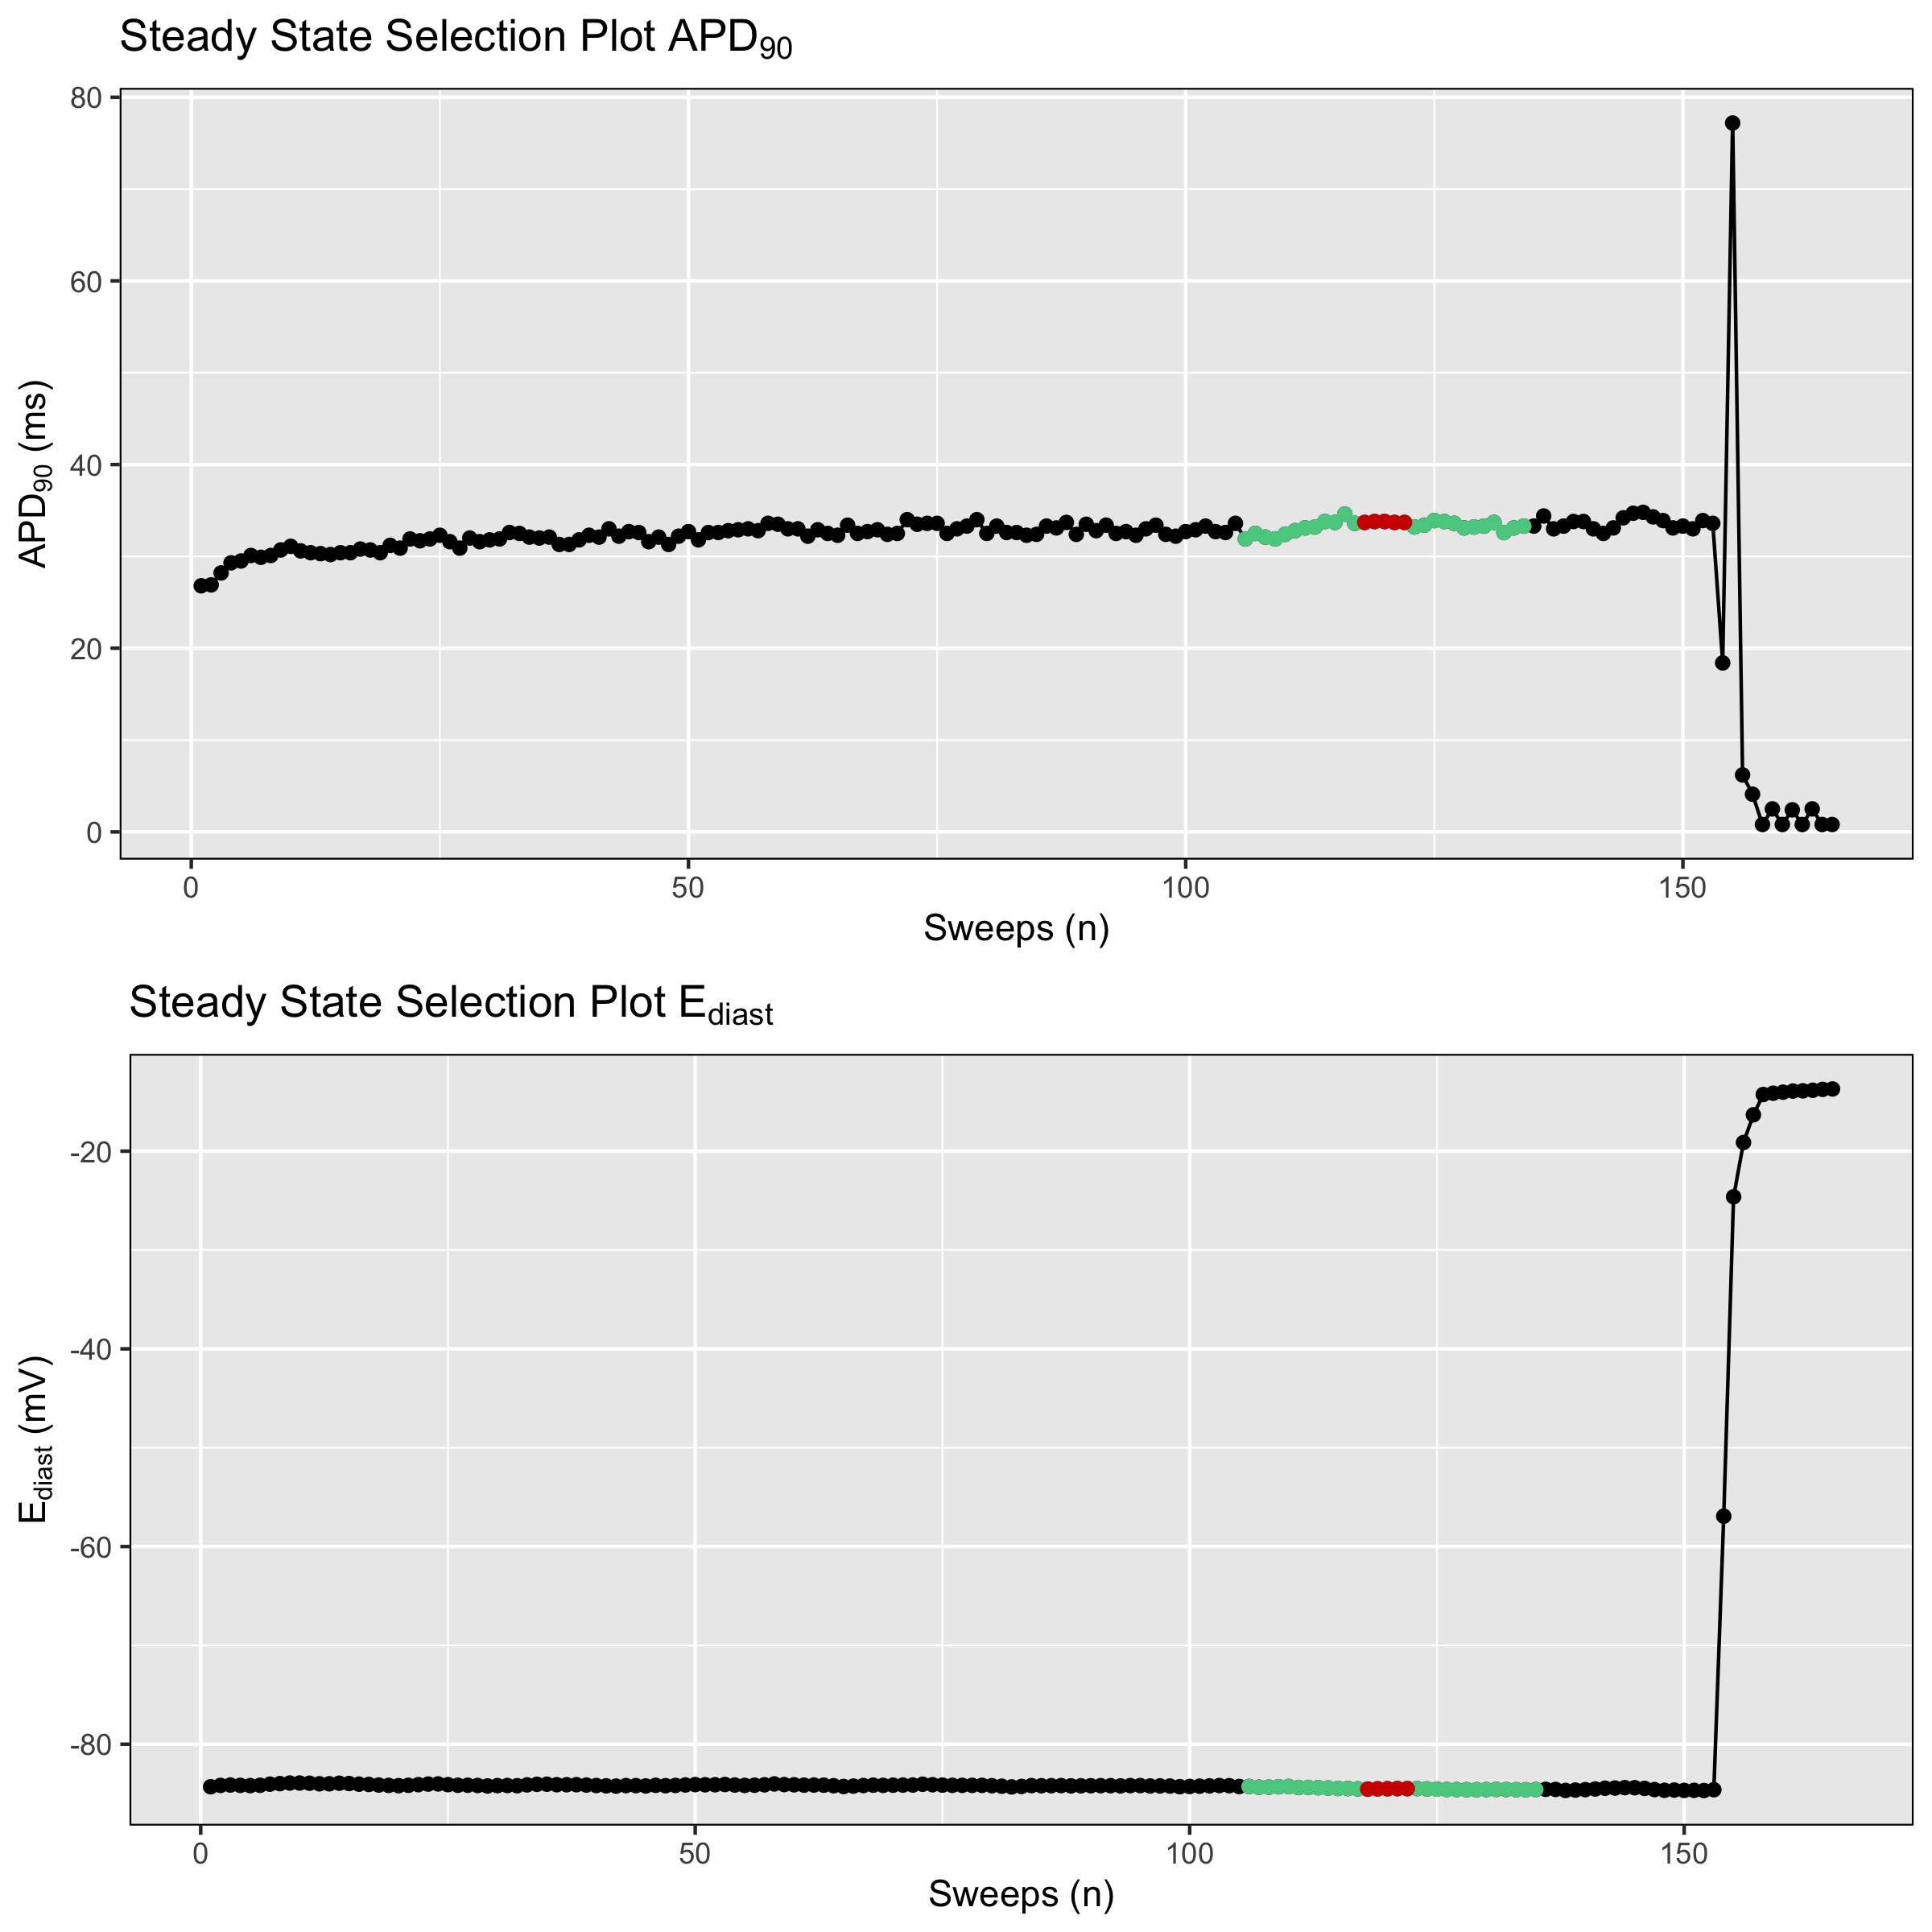 Steady State Selection Plot APD90
80
60
40
20
0
APD90 (ms)
0 50 100 150
Sweeps (n)
Steady State Selection Plot Ediast
-20
-40
-60
-80
Ediast (mV)
0 50 100 150
Sweeps (n)